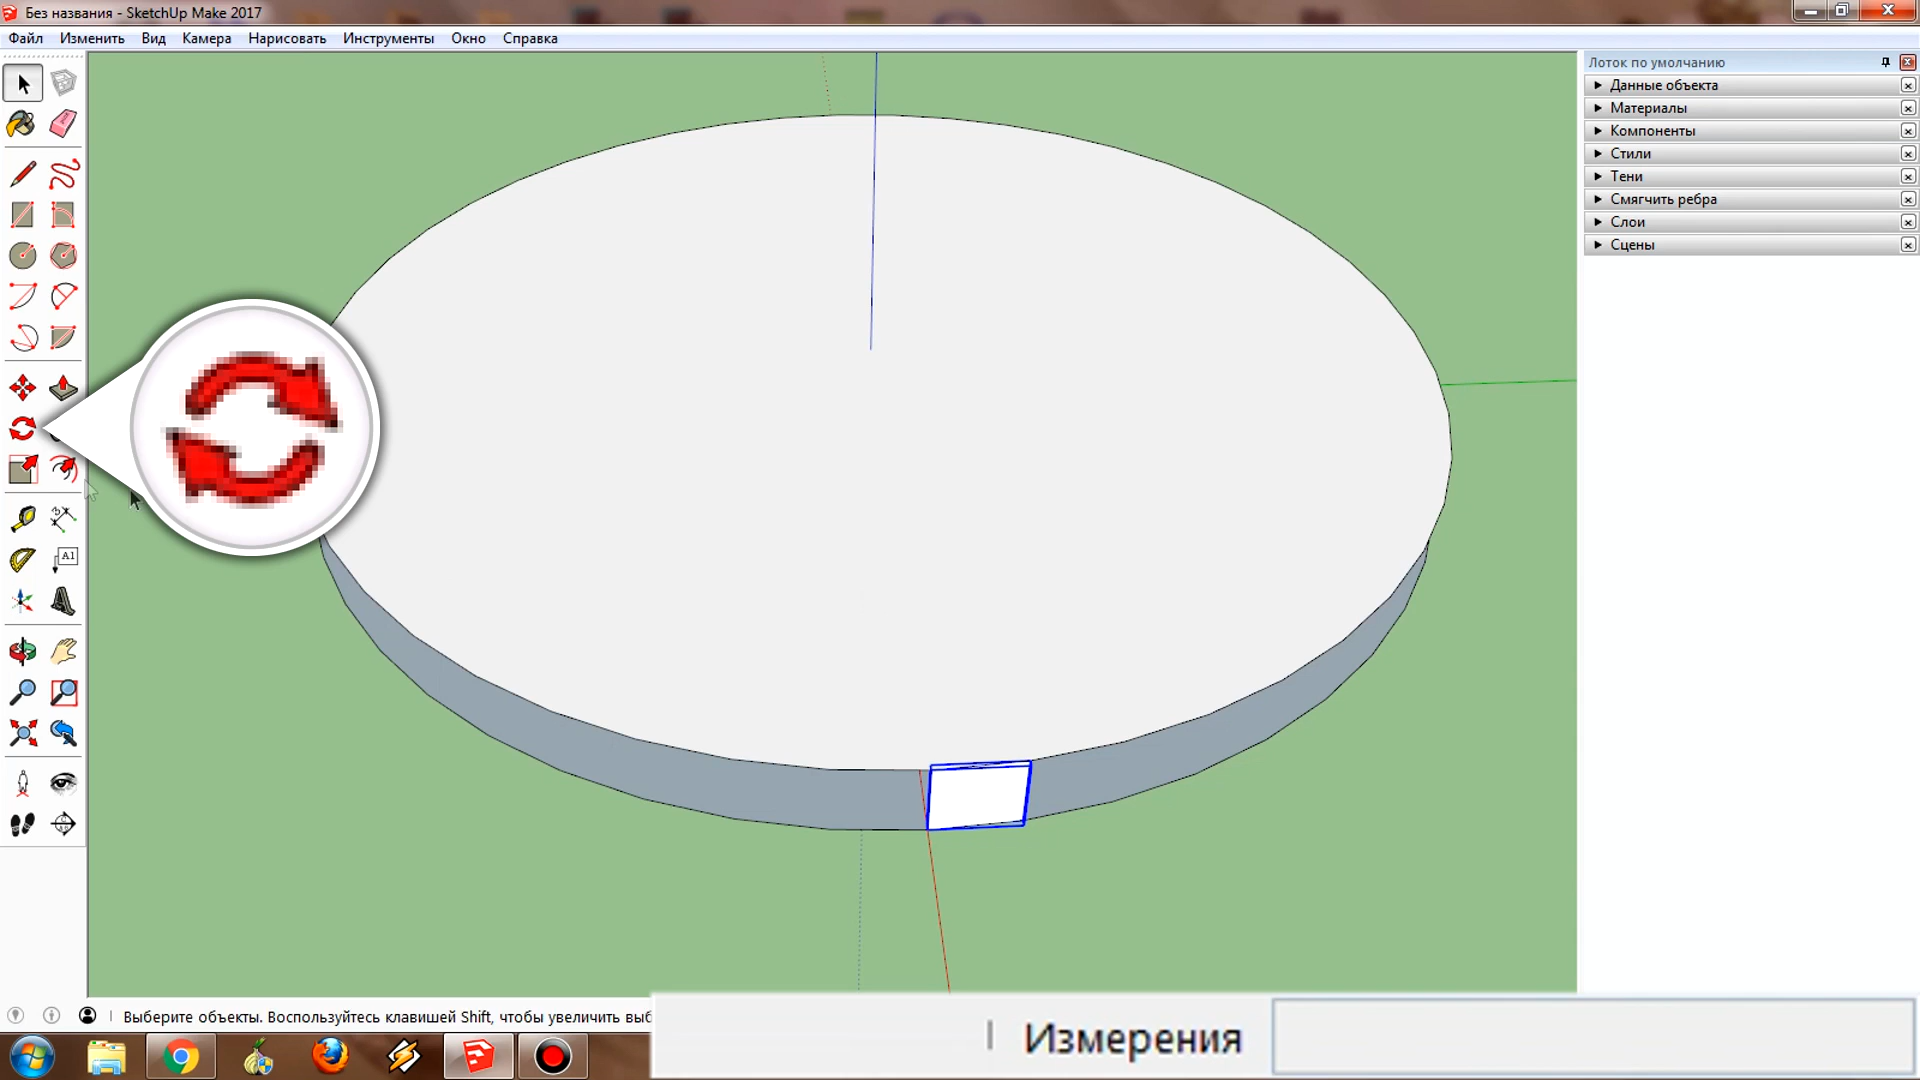 Без названия - SketchUp Make 2017
Файл Изменить Вид Камера Нарисовать Инструменты Окно Справка
Лоток по умолчанию
Данные объекта
Материалы
Компоненты
Стили
Тени
Смягчить ребра
Слои
Сцены
A1
Выберите объекты. Воспользуйтесь клавишей Shift, чтобы увеличить выб
Измерения